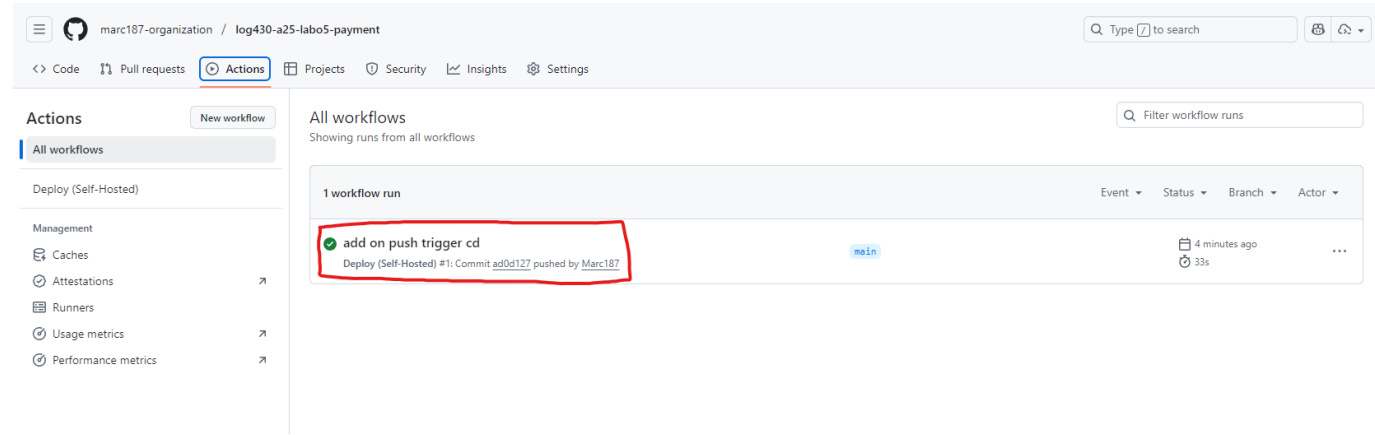 marc187-organization / log430-a25-labo5-payment
Type / to search
Code Pull requests Actions Projects Security Insights Settings
Actions
New workflow
All workflows
Deploy (Self-Hosted)
Management
Caches
Attestations
Runners
Usage metrics
Performance metrics
All workflows
Showing runs from all workflows
Filter workflow runs
1 workflow run
Event Status Branch Actor
add on push trigger cd
Deploy (Self-Hosted) #1: Commit ad0d127 pushed by Marc187
main
4 minutes ago
33s